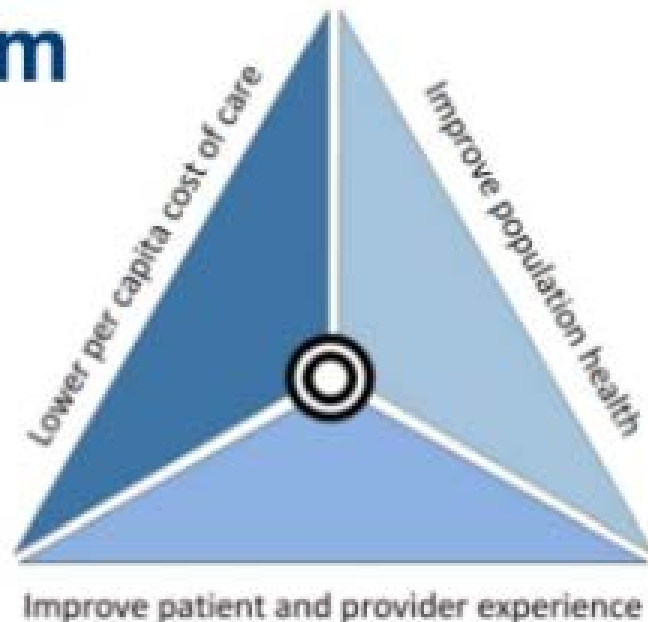 m
Lower per capita cost of care
Improve population health
Improve patient and provider experience